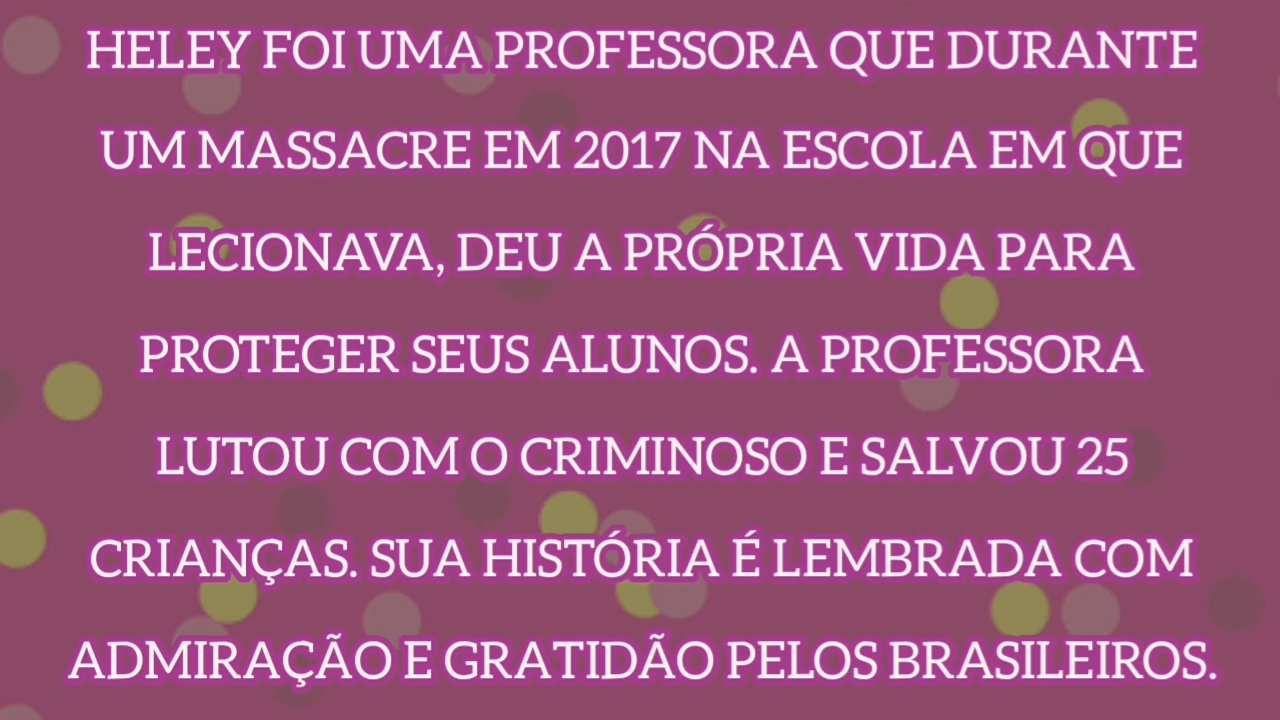 HELEY FOI UMA PROFESSORA QUE DURANTE
UM MASSACRE EM 2017 NA ESCOLA EM QUE
LECIONAVA, DEU A PRÓPRIA VIDA PARA
PROTEGER SEUS ALUNOS. A PROFESSORA
LUTOU COM O CRIMINOSO E SALVOU 25
CRIANÇAS. SUA HISTÓRIA É LEMBRADA COM
ADMIRAÇÃO E GRATIDÃO PELOS BRASILEIROS.